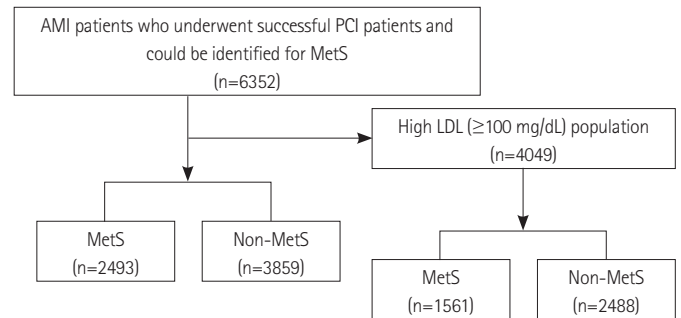 AMI patients who underwent successful PCI patients and
could be identified for MetS
(n=6352)
High LDL (≥100 mg/dL) population
(n=4049)
MetS
(n=2493)
Non-MetS
(n=3859)
MetS
(n=1561)
Non-MetS
(n=2488)